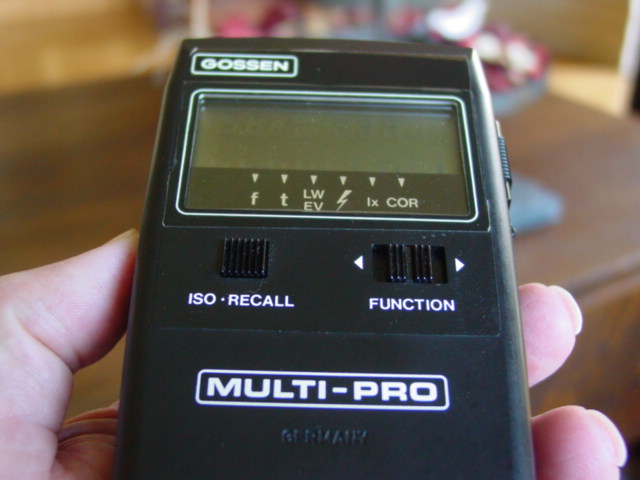 GOSSEN
f t LW EV lx COR
ISO · RECALL FUNCTION
MULTI-PRO
GERMANY